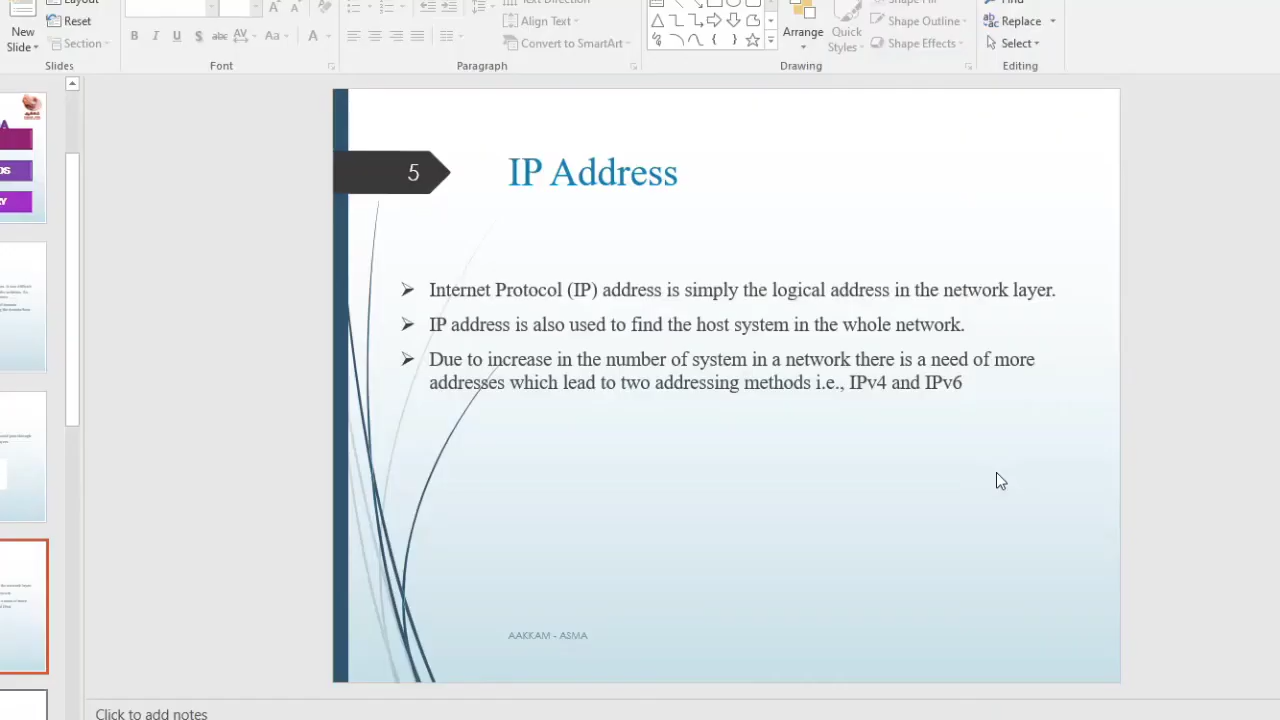 Layout
Find
New
Slide
Reset
Section
B I U S abc AV Aa A
Align Text
Convert to SmartArt
Arrange
Quick
Styles
Shape Outline
Shape Effects
Replace
Select
Slides
Font
Paragraph
Drawing
Editing
5
IP Address
Internet Protocol (IP) address is simply the logical address in the network layer.
IP address is also used to find the host system in the whole network.
Due to increase in the number of system in a network there is a need of more
addresses which lead to two addressing methods i.e., IPv4 and IPv6
AAKKAM - ASMA
Click to add notes